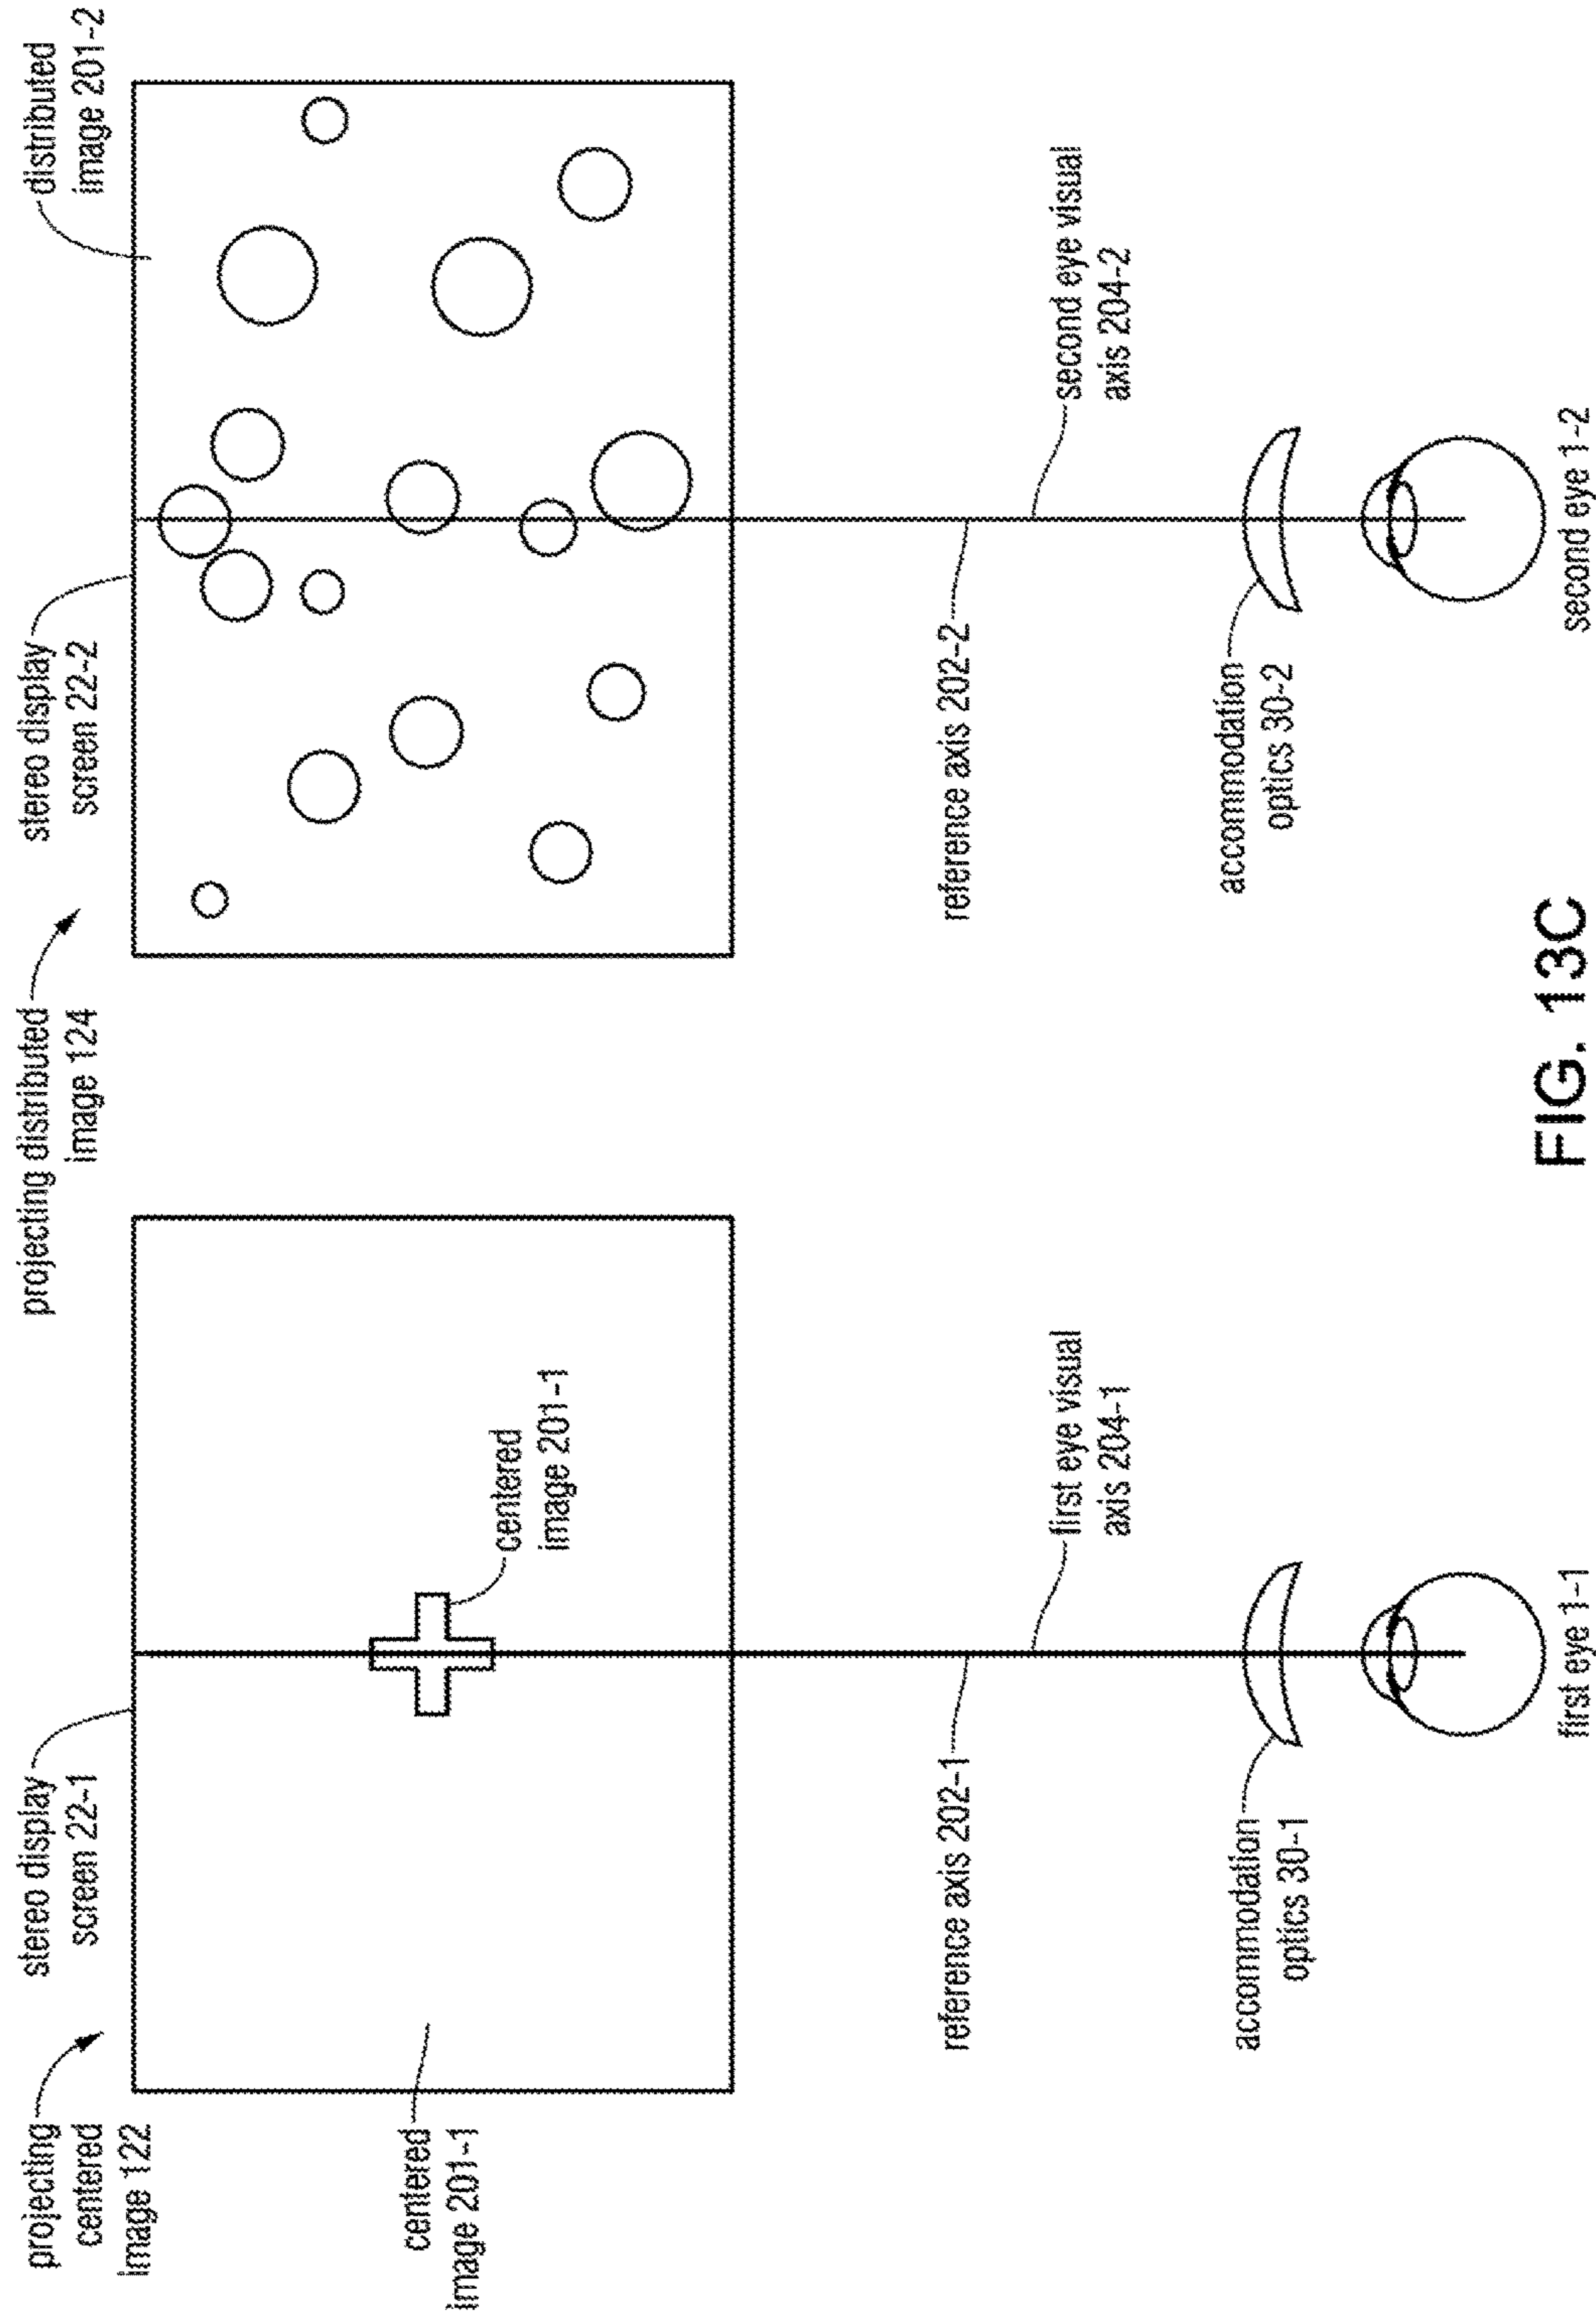 projecting
centered
image 122
stereo display
screen 22-1
projecting distributed
image 124
stereo display
screen 22-2
distributed
image 201-2
centered
image 201-1
centered
image 201-1
reference axis 202-1
first eye visual
axis 204-1
reference axis 202-2
second eye visual
axis 204-2
accommodation
optics 30-1
accommodation
optics 30-2
first eye 1-1
second eye 1-2
FIG. 13C